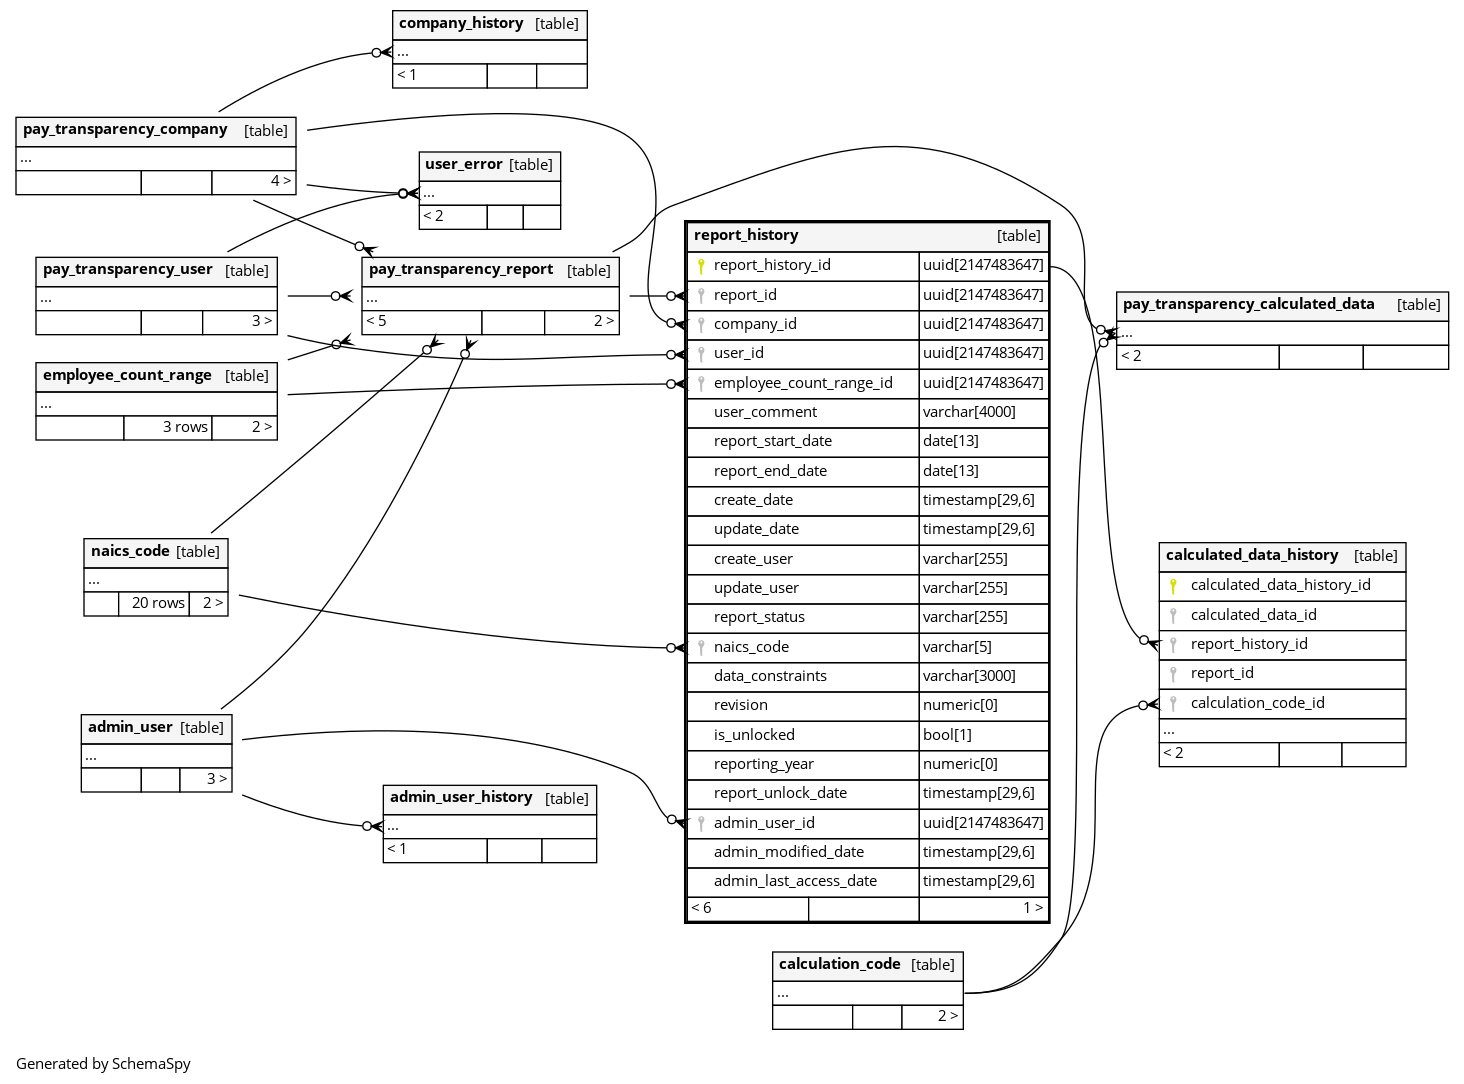 company_history [table]
...
< 1
pay_transparency_company [table]
...
4 >
user_error [table]
...
< 2
pay_transparency_user [table]
...
3 >
pay_transparency_report [table]
...
< 5 2 >
employee_count_range [table]
...
3 rows 2 >
naics_code [table]
...
20 rows 2 >
admin_user [table]
...
3 >
admin_user_history [table]
...
< 1
report_history [table]
report_history_id uuid[2147483647]
report_id uuid[2147483647]
company_id uuid[2147483647]
user_id uuid[2147483647]
employee_count_range_id uuid[2147483647]
user_comment varchar[4000]
report_start_date date[13]
report_end_date date[13]
create_date timestamp[29,6]
update_date timestamp[29,6]
create_user varchar[255]
update_user varchar[255]
report_status varchar[255]
naics_code varchar[5]
data_constraints varchar[3000]
revision numeric[0]
is_unlocked bool[1]
reporting_year numeric[0]
report_unlock_date timestamp[29,6]
admin_user_id uuid[2147483647]
admin_modified_date timestamp[29,6]
admin_last_access_date timestamp[29,6]
< 6 1 >
pay_transparency_calculated_data [table]
...
< 2
calculated_data_history [table]
calculated_data_history_id
calculated_data_id
report_history_id
report_id
calculation_code_id
...
< 2
calculation_code [table]
...
2 >
Generated by SchemaSpy